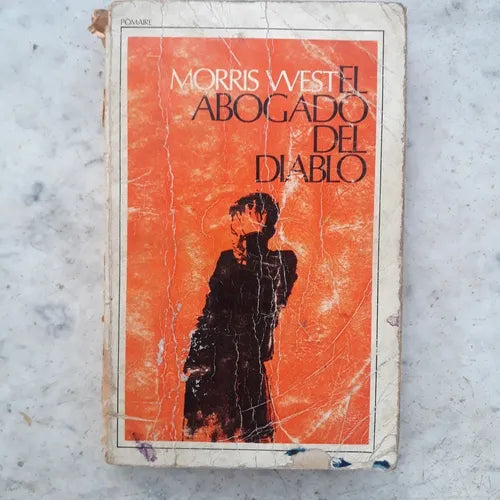 POMAIRE
MORRIS WEST EL
ABOGADO
DEL
DIABLO